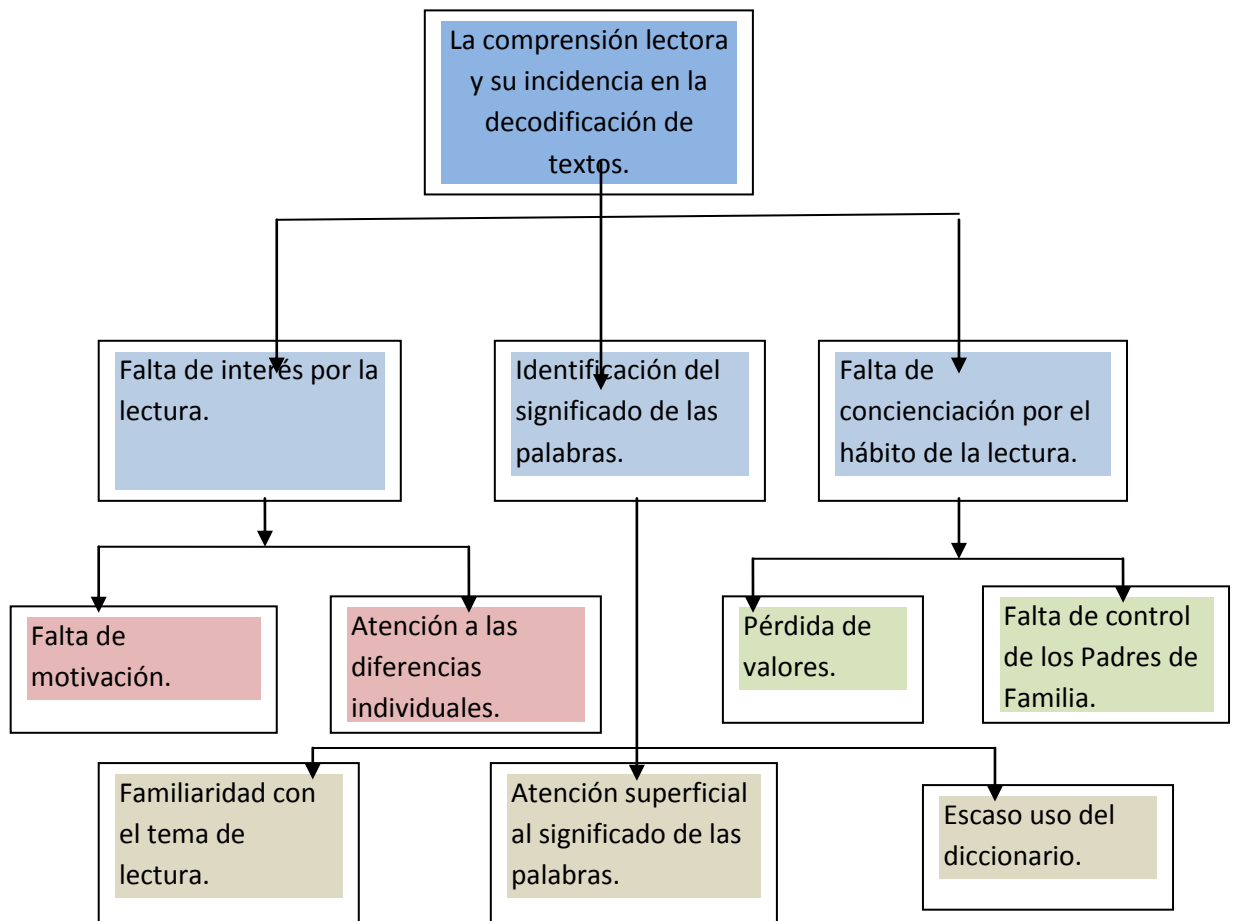 La comprensión lectora
y su incidencia en la
decodificación de
textos.
Falta de interés por la
lectura.
Identificación del
significado de las
palabras.
Falta de
concienciación por el
hábito de la lectura.
Falta de
motivación.
Atención a las
diferencias
individuales.
Pérdida de
valores.
Falta de control
de los Padres de
Familia.
Familiaridad con
el tema de
lectura.
Atención superficial
al significado de las
palabras.
Escaso uso del
diccionario.